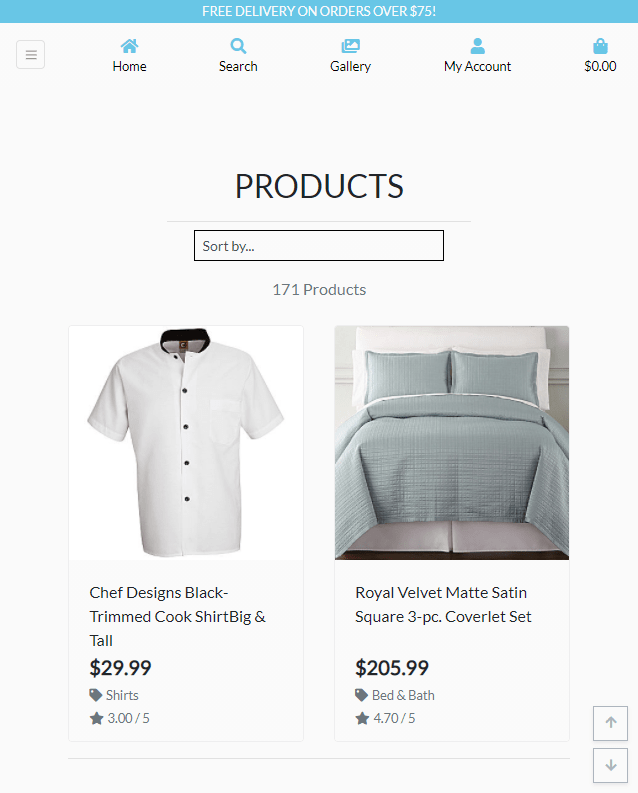 FREE DELIVERY ON ORDERS OVER $75!
Home
Search
Gallery
My Account
$0.00
PRODUCTS
Sort by...
171 Products
Chef Designs Black-
Trimmed Cook ShirtBig &
Tall
$29.99
Shirts
3.00 / 5
Royal Velvet Matte Satin
Square 3-pc. Coverlet Set
$205.99
Bed & Bath
4.70 / 5